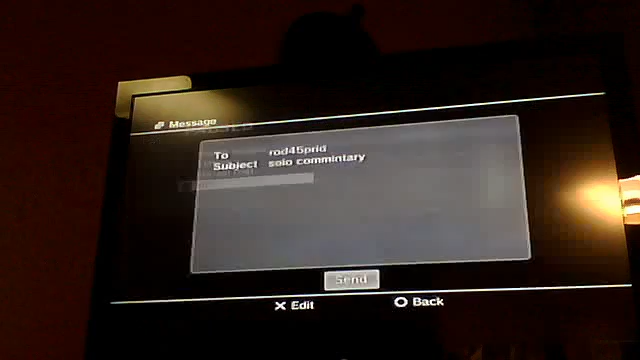 Message
To rod45prid
Subject solo commintary
Send
X Edit
O Back